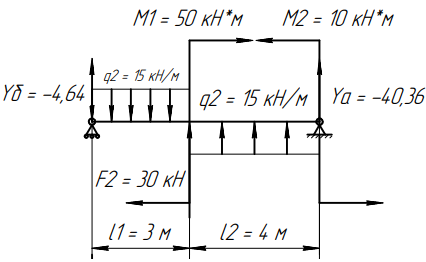 M1 = 50 кН*м
M2 = 10 кН*м
q2 = 15 кН/м
Yδ = -4,64
q2 = 15 кН/м
Ya = -40,36
F2 = 30 кН
l1 = 3 м
l2 = 4 м